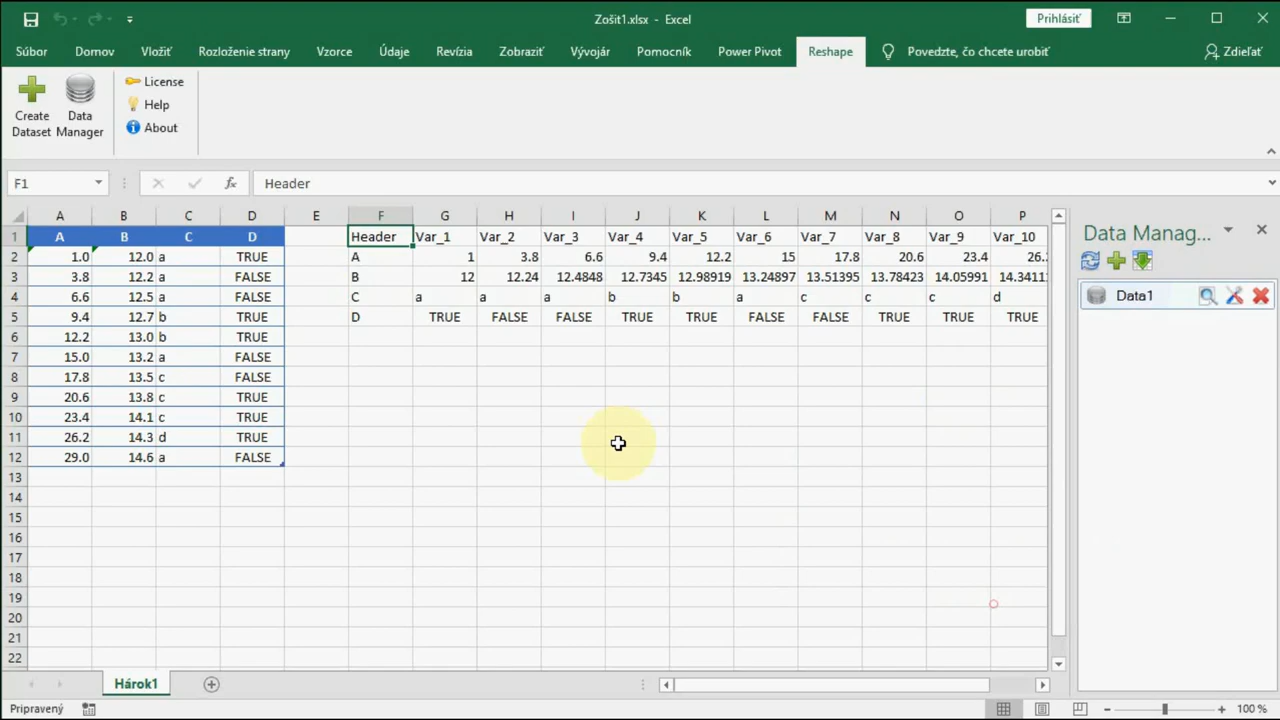 Zošit1.xlsx - Excel
Prihlásiť
Súbor Domov Vložiť Rozloženie strany Vzorce Údaje Revízia Zobraziť Vývojár Pomocník Power Pivot Reshape Povedzte, čo chcete urobiť Zdieľať
Create Dataset
Data Manager
License
Help
About
F1 fx Header
A B C D E F G H I J K L M N O P
1 A B C D Header Var_1 Var_2 Var_3 Var_4 Var_5 Var_6 Var_7 Var_8 Var_9 Var_10
2 1.0 12.0 a TRUE A 1 3.8 6.6 9.4 12.2 15 17.8 20.6 23.4 26.
3 3.8 12.2 a FALSE B 12 12.24 12.4848 12.7345 12.98919 13.24897 13.51395 13.78423 14.05991 14.3411
4 6.6 12.5 a FALSE C a a a b b a c c c d
5 9.4 12.7 b TRUE D TRUE FALSE FALSE TRUE TRUE FALSE FALSE TRUE TRUE TRUE
6 12.2 13.0 b TRUE
7 15.0 13.2 a FALSE
8 17.8 13.5 c FALSE
9 20.6 13.8 c TRUE
10 23.4 14.1 c TRUE
11 26.2 14.3 d TRUE
12 29.0 14.6 a FALSE
13
14
15
16
17
18
19
20
21
22
Data Manag...
Data1
Hárok1
Pripravený
100 %